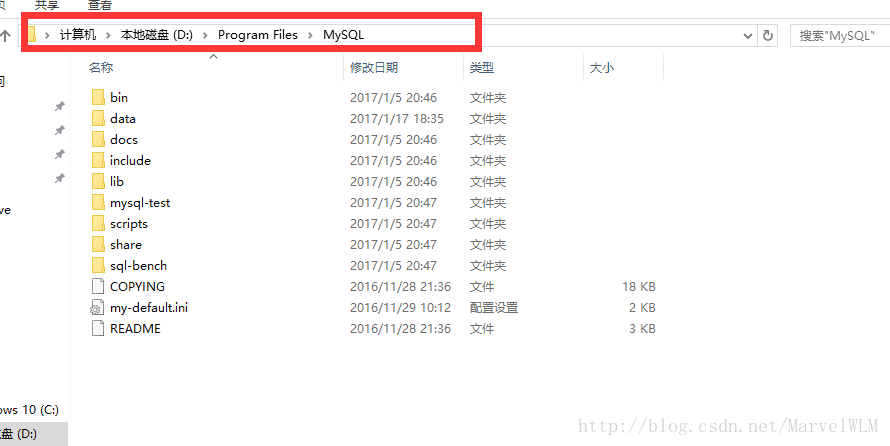 共享 查看
计算机 本地磁盘 (D:) Program Files MySQL 搜索"MySQL"
名称 修改日期 类型 大小
bin 2017/1/5 20:46 文件夹
data 2017/1/17 18:35 文件夹
docs 2017/1/5 20:46 文件夹
include 2017/1/5 20:46 文件夹
lib 2017/1/5 20:46 文件夹
mysql-test 2017/1/5 20:47 文件夹
scripts 2017/1/5 20:47 文件夹
share 2017/1/5 20:47 文件夹
sql-bench 2017/1/5 20:47 文件夹
COPYING 2016/11/28 21:36 文件 18 KB
my-default.ini 2016/11/29 10:12 配置设置 2 KB
README 2016/11/28 21:36 文件 3 KB
ows 10 (C:)
盘 (D:)
http://blog.csdn.net/MarvelWLM